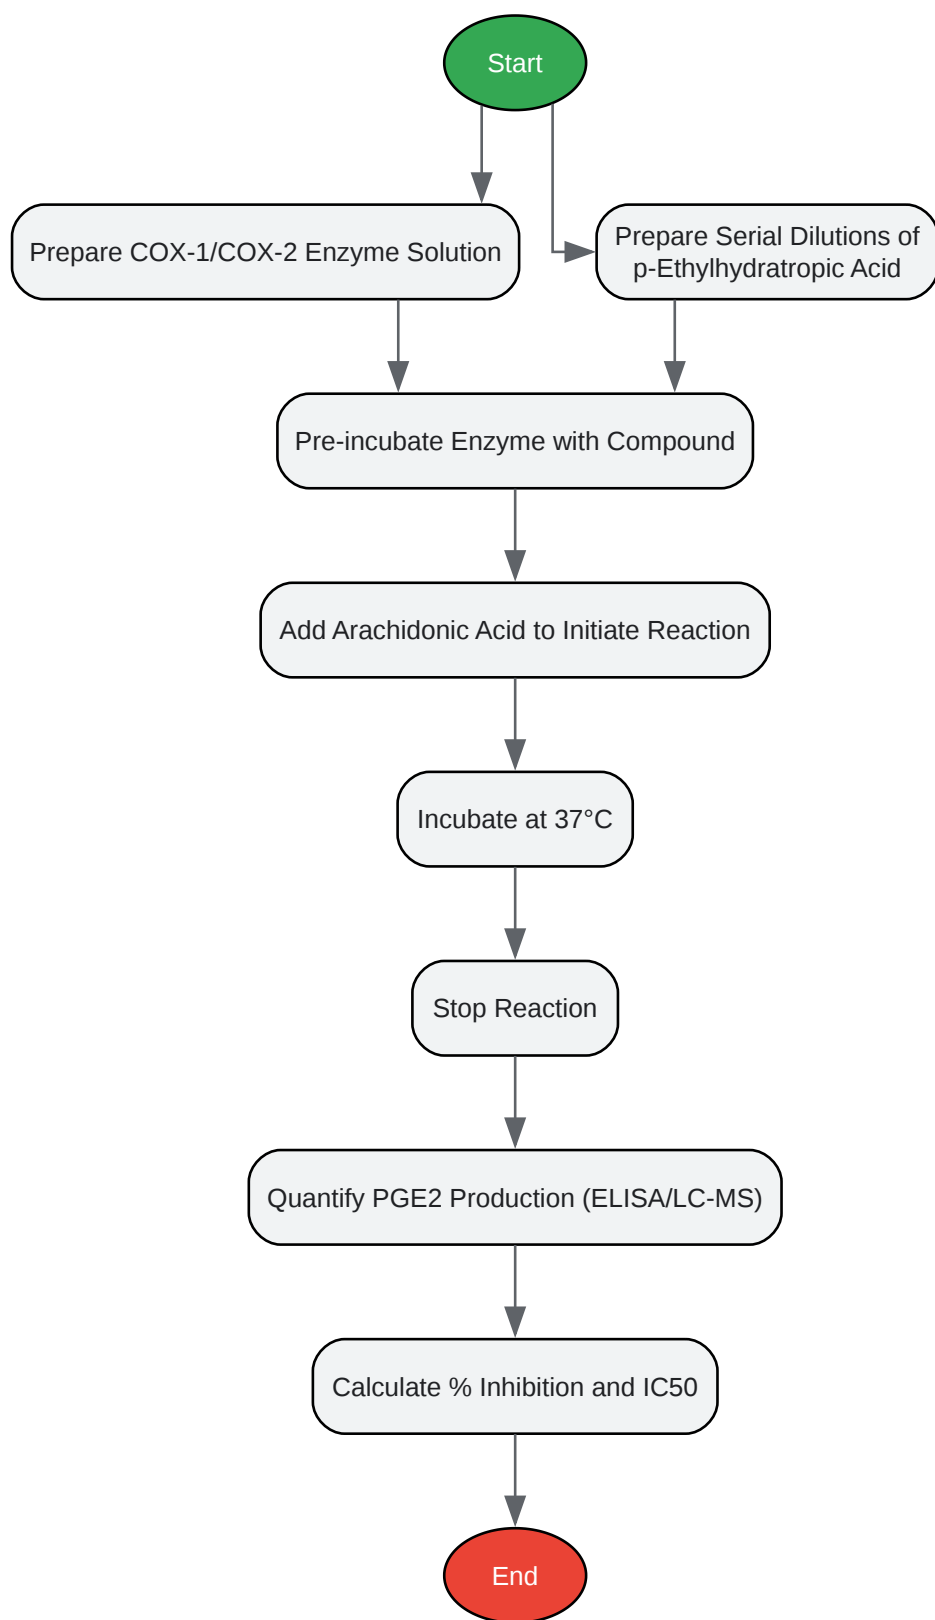 Start
Prepare COX-1/COX-2 Enzyme Solution
Prepare Serial Dilutions of
p-Ethylhydratropic Acid
Pre-incubate Enzyme with Compound
Add Arachidonic Acid to Initiate Reaction
Incubate at 37°C
Stop Reaction
Quantify PGE2 Production (ELISA/LC-MS)
Calculate % Inhibition and IC50
End